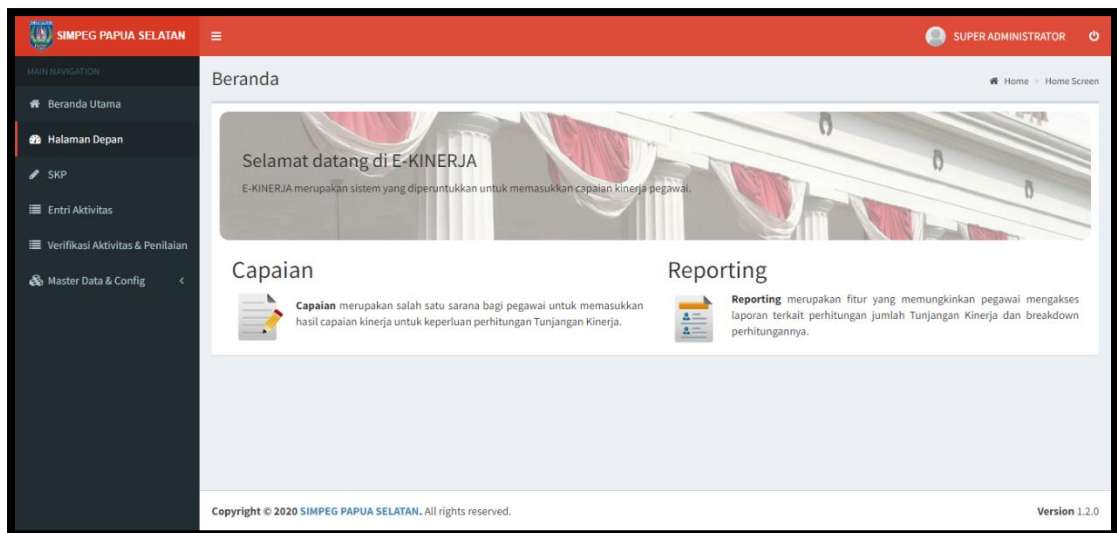 SIMPEG PAPUA SELATAN
SUPER ADMINISTRATOR
MAIN NAVIGATION
Beranda Utama
Halaman Depan
SKP
Entri Aktivitas
Verifikasi Aktivitas & Penilaian
Master Data & Config
Beranda
Home > Home Screen
Selamat datang di E-KINERJA
E-KINERJA merupakan sistem yang diperuntukkan untuk memasukkan capaian kinerja pegawai.
Capaian
Capaian merupakan salah satu sarana bagi pegawai untuk memasukkan
hasil capaian kinerja untuk keperluan perhitungan Tunjangan Kinerja.
Reporting
Reporting merupakan fitur yang memungkinkan pegawai mengakses
laporan terkait perhitungan jumlah Tunjangan Kinerja dan breakdown
perhitungannya.
Copyright © 2020 SIMPEG PAPUA SELATAN. All rights reserved.
Version 1.2.0